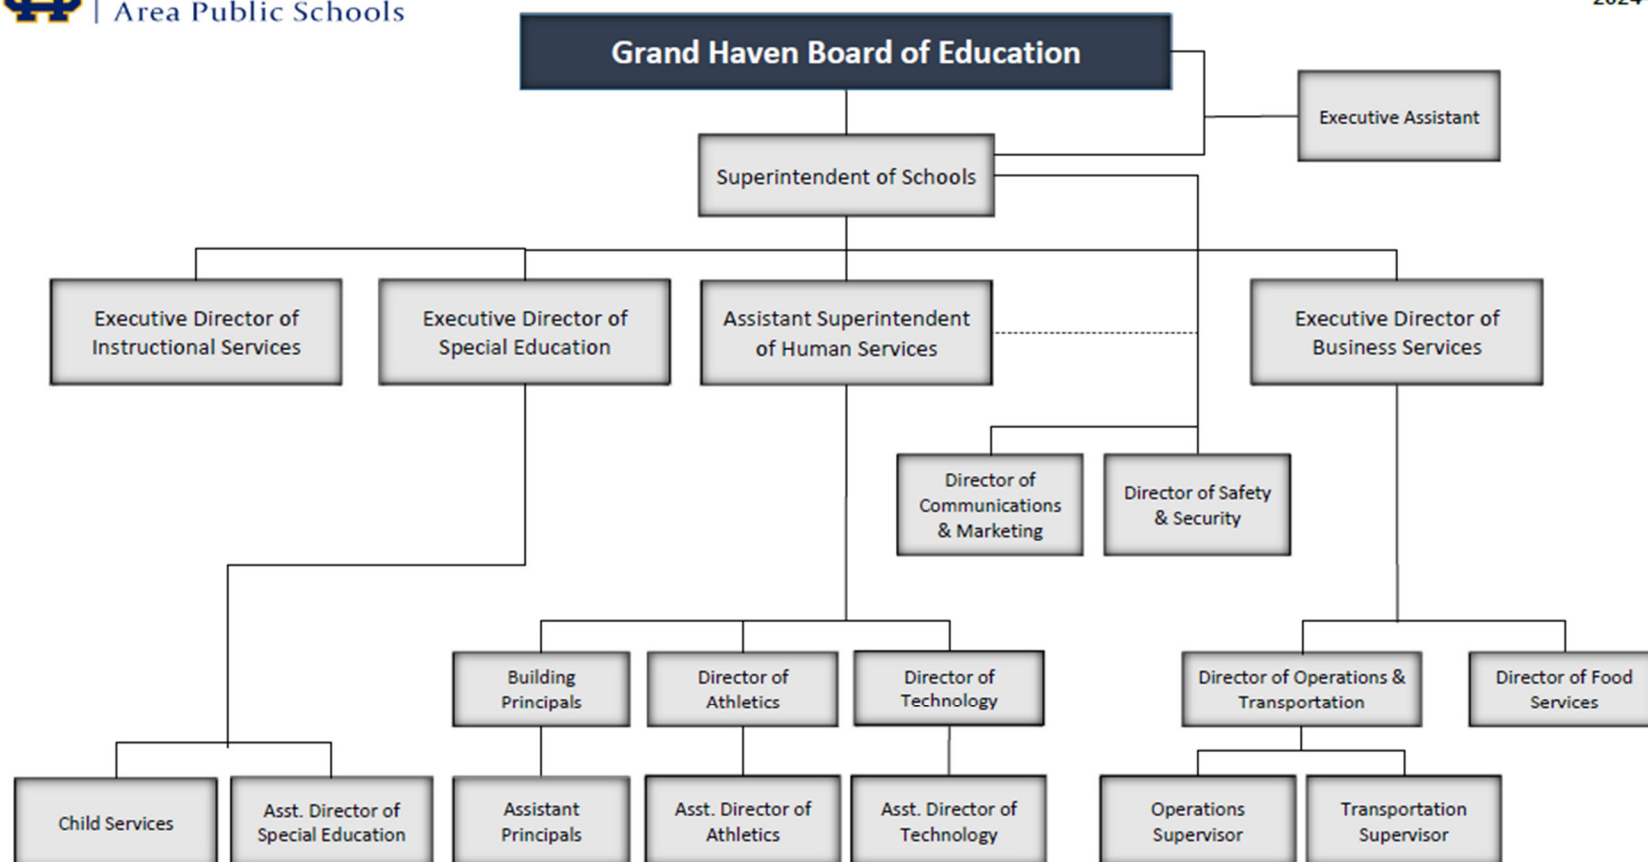 Area Public Schools
2024
Grand Haven Board of Education
Executive Assistant
Superintendent of Schools
Executive Director of
Instructional Services
Executive Director of
Special Education
Assistant Superintendent
of Human Services
Executive Director of
Business Services
Director of
Communications
& Marketing
Director of Safety
& Security
Building
Principals
Director of
Athletics
Director of
Technology
Director of Operations &
Transportation
Director of Food
Services
Child Services
Asst. Director of
Special Education
Assistant
Principals
Asst. Director of
Athletics
Asst. Director of
Technology
Operations
Supervisor
Transportation
Supervisor